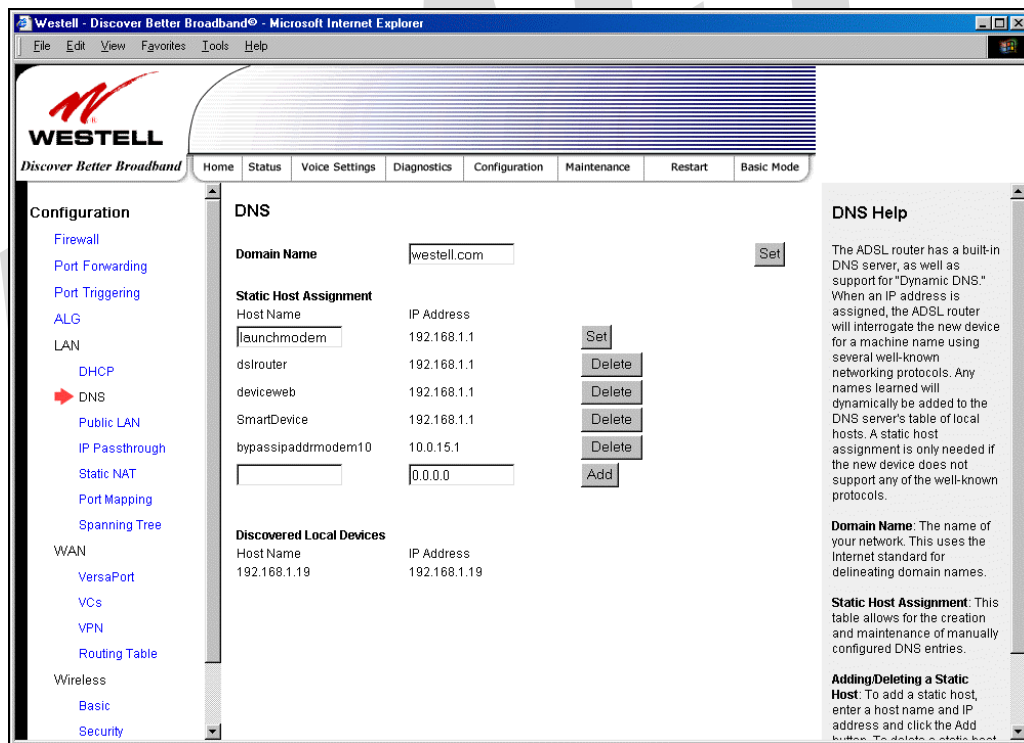 Westell - Discover Better Broadband® - Microsoft Internet Explorer
File Edit View Favorites Tools Help
WESTELL
Discover Better Broadband
Home Status Voice Settings Diagnostics Configuration Maintenance Restart Basic Mode
Configuration
Firewall
Port Forwarding
Port Triggering
ALG
LAN
DHCP
DNS
Public LAN
IP Passthrough
Static NAT
Port Mapping
Spanning Tree
WAN
VersaPort
VCs
VPN
Routing Table
Wireless
Basic
Security
DNS
Domain Name westell.com Set
Static Host Assignment
Host Name IP Address
launchmodem 192.168.1.1 Set
dslrouter 192.168.1.1 Delete
deviceweb 192.168.1.1 Delete
SmartDevice 192.168.1.1 Delete
bypassipaddrmodem10 10.0.15.1 Delete
0.0.0.0 Add
Discovered Local Devices
Host Name IP Address
192.168.1.19 192.168.1.19
DNS Help
The ADSL router has a built-in
DNS server, as well as
support for "Dynamic DNS."
When an IP address is
assigned, the ADSL router
will interrogate the new device
for a machine name using
several well-known
networking protocols. Any
names learned will
dynamically be added to the
DNS server's table of local
hosts. A static host
assignment is only needed if
the new device does not
support any of the well-known
protocols.
Domain Name: The name of
your network. This uses the
Internet standard for
delineating domain names.
Static Host Assignment: This
table allows for the creation
and maintenance of manually
configured DNS entries.
Adding/Deleting a Static
Host: To add a static host,
enter a host name and IP
address and click the Add
button. To delete a static host